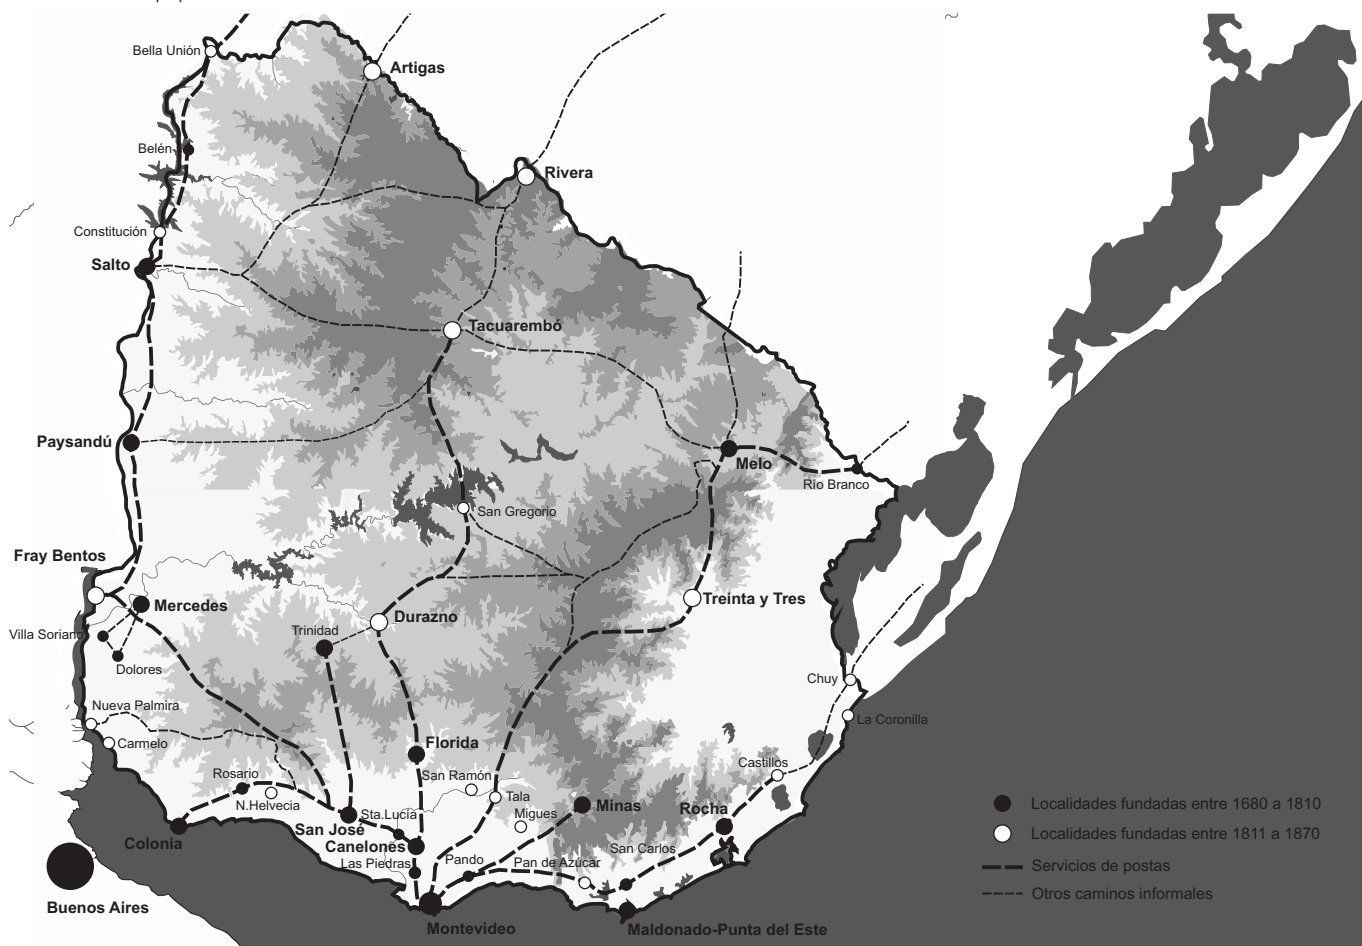 Bella Unión
Artigas
Belén
Rivera
Constitución
Salto
Tacuarembó
Paysandú
Melo
Río Branco
San Gregorio
Fray Bentos
Mercedes
Treinta y Tres
Durazno
Trinidad
Villa Soriano
Dolores
Chuy
Nueva Palmira
La Coronilla
Carmelo
Florida
Castillos
Rosario
San Ramón
N.Helvecia
Tala
Minas
Rocha
Localidades fundadas entre 1680 a 1810
Sta.Lucía
Migues
San José
Localidades fundadas entre 1811 a 1870
Colonia
Canelones
San Carlos
Las Piedras
Pando
Pan de Azúcar
Servicios de postas
Otros caminos informales
Buenos Aires
Montevideo
Maldonado-Punta del Este